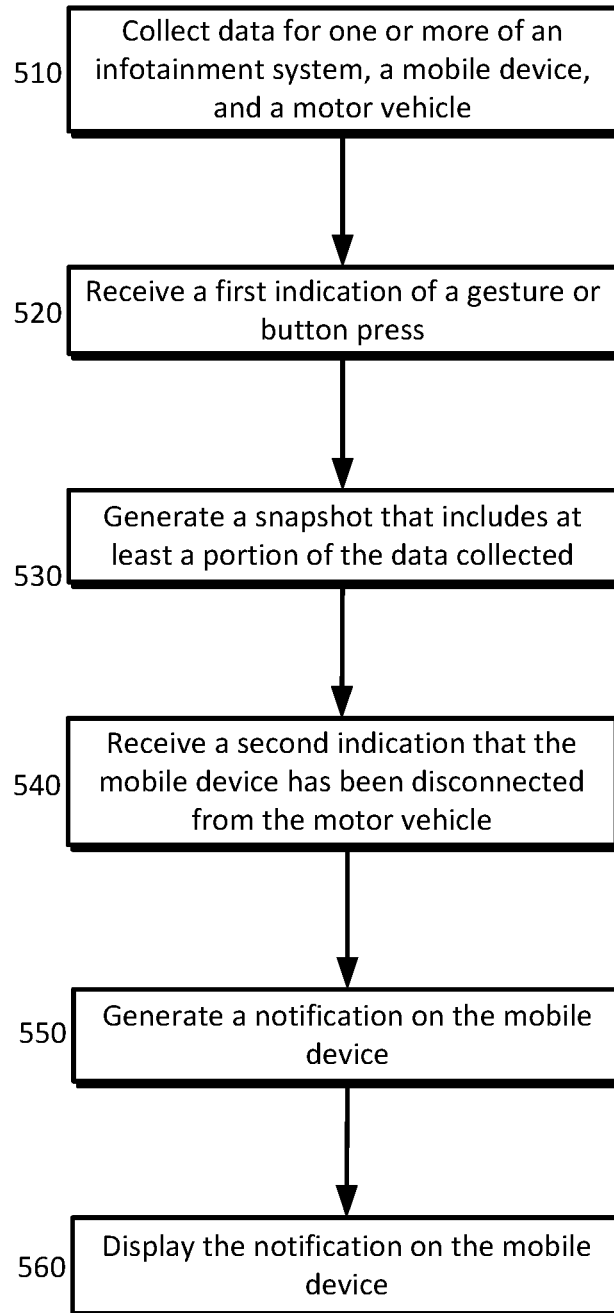 510
Collect data for one or more of an
infotainment system, a mobile device,
and a motor vehicle
520
Receive a first indication of a gesture or
button press
530
Generate a snapshot that includes at
least a portion of the data collected
540
Receive a second indication that the
mobile device has been disconnected
from the motor vehicle
550
Generate a notification on the mobile
device
560
Display the notification on the mobile
device